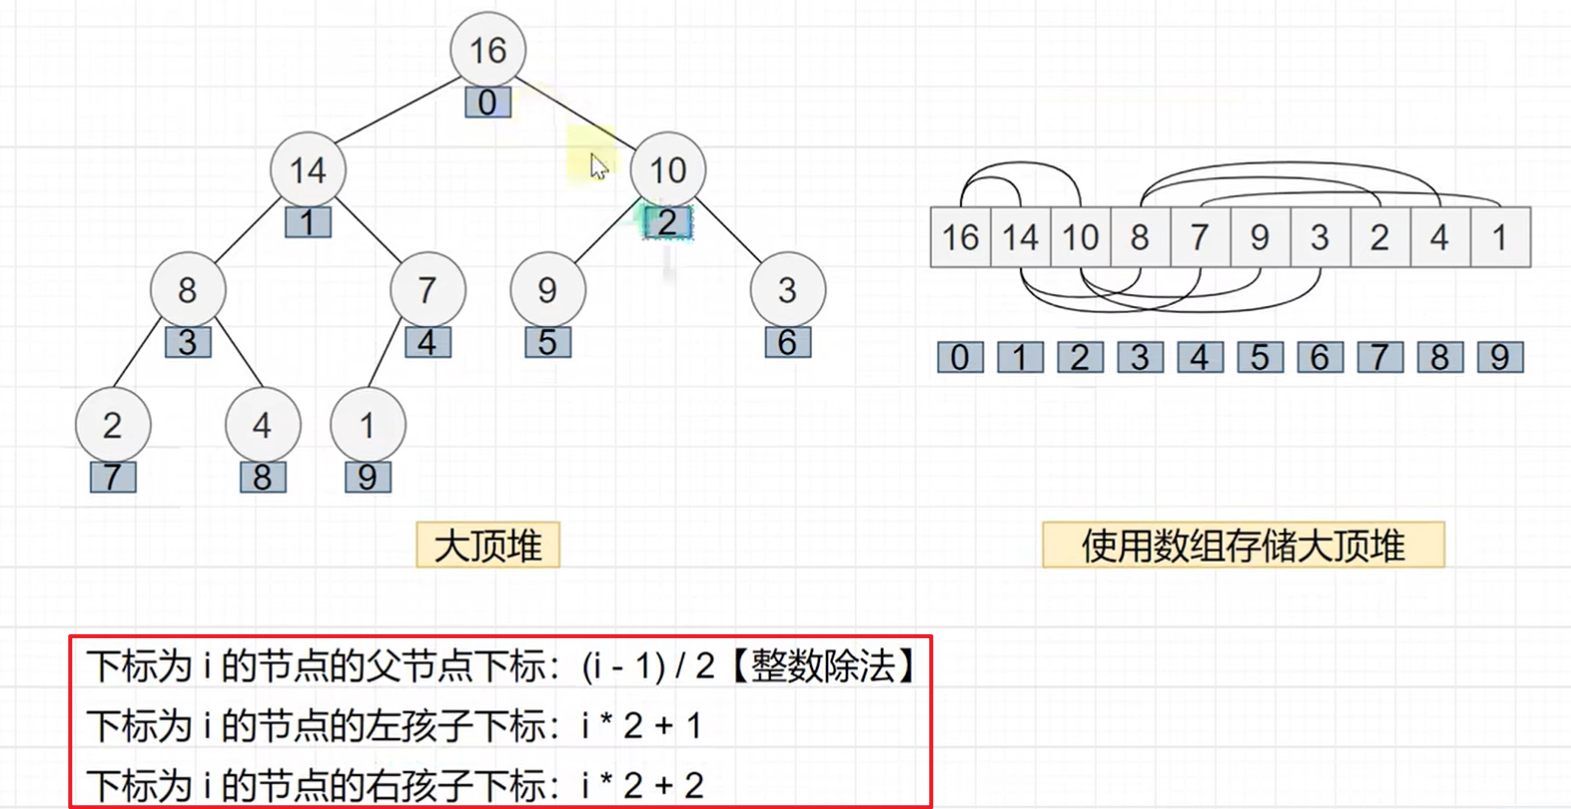 16
0
14
10
1
2
8
7
9
3
3
4
5
6
2
4
1
7
8
9
大顶堆
16 14 10 8 7 9 3 2 4 1
0 1 2 3 4 5 6 7 8 9
使用数组存储大顶堆
下标为 i 的节点的父节点下标：(i - 1) / 2【整数除法】
下标为 i 的节点的左孩子下标：i * 2 + 1
下标为 i 的节点的右孩子下标：i * 2 + 2